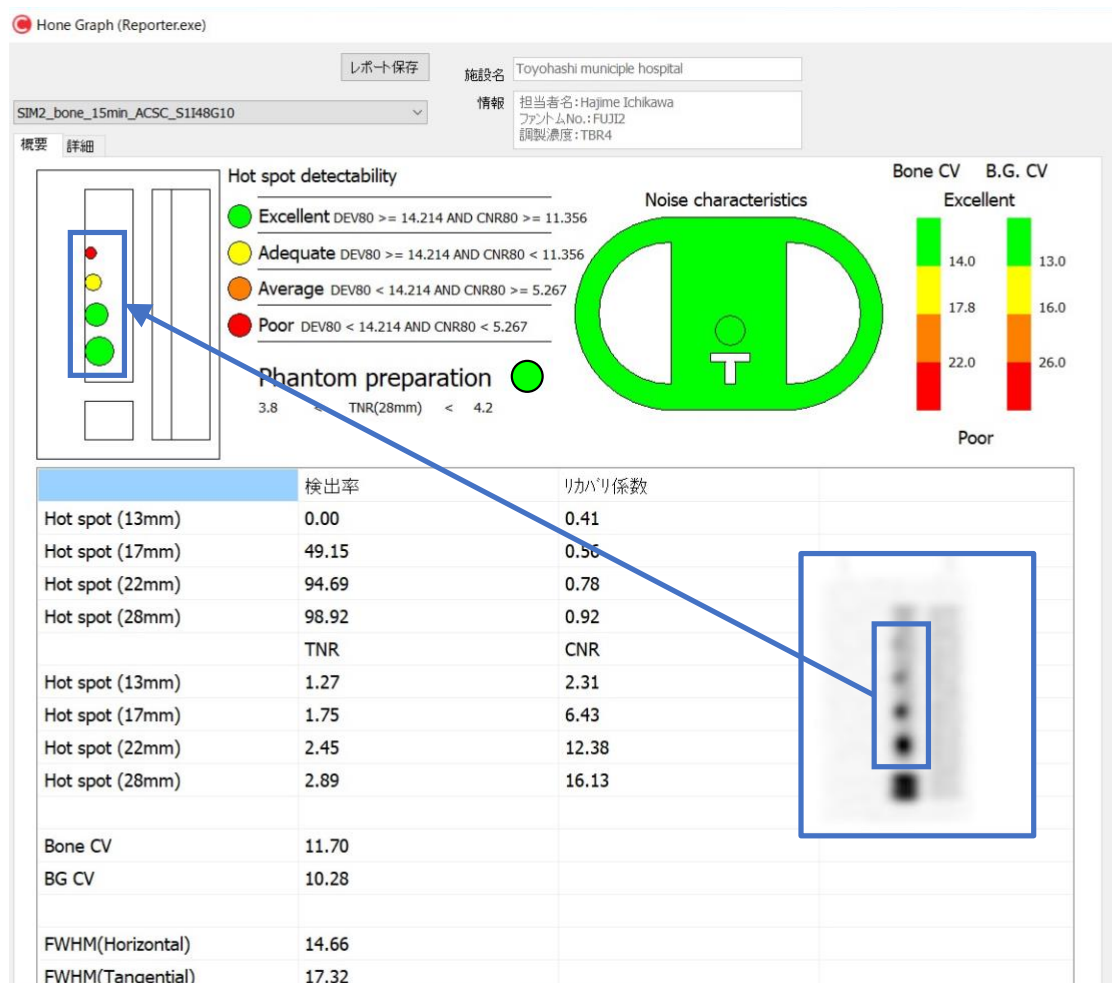 Hone Graph (Reporter.exe)
レポート保存
施設名 Toyohashi municiple hospital
SIM2_bone_15min_ACSC_S1I48G10
情報 担当者名:Hajime Ichikawa
ファントムNo.:FUJI2
調製濃度:TBR4
概要 詳細
Hot spot detectability
Excellent DEV80 >= 14.214 AND CNR80 >= 11.356
Adequate DEV80 >= 14.214 AND CNR80 < 11.356
Average DEV80 < 14.214 AND CNR80 >= 5.267
Poor DEV80 < 14.214 AND CNR80 < 5.267
Phantom preparation
3.8 < TNR(28mm) < 4.2
Noise characteristics
T
Bone CV B.G. CV
Excellent
14.0 13.0
17.8 16.0
22.0 26.0
Poor
検出率 リカバリ係数
Hot spot (13mm) 0.00 0.41
Hot spot (17mm) 49.15 0.56
Hot spot (22mm) 94.69 0.78
Hot spot (28mm) 98.92 0.92
TNR CNR
Hot spot (13mm) 1.27 2.31
Hot spot (17mm) 1.75 6.43
Hot spot (22mm) 2.45 12.38
Hot spot (28mm) 2.89 16.13
Bone CV 11.70
BG CV 10.28
FWHM(Horizontal) 14.66
FWHM(Tangential) 17.32